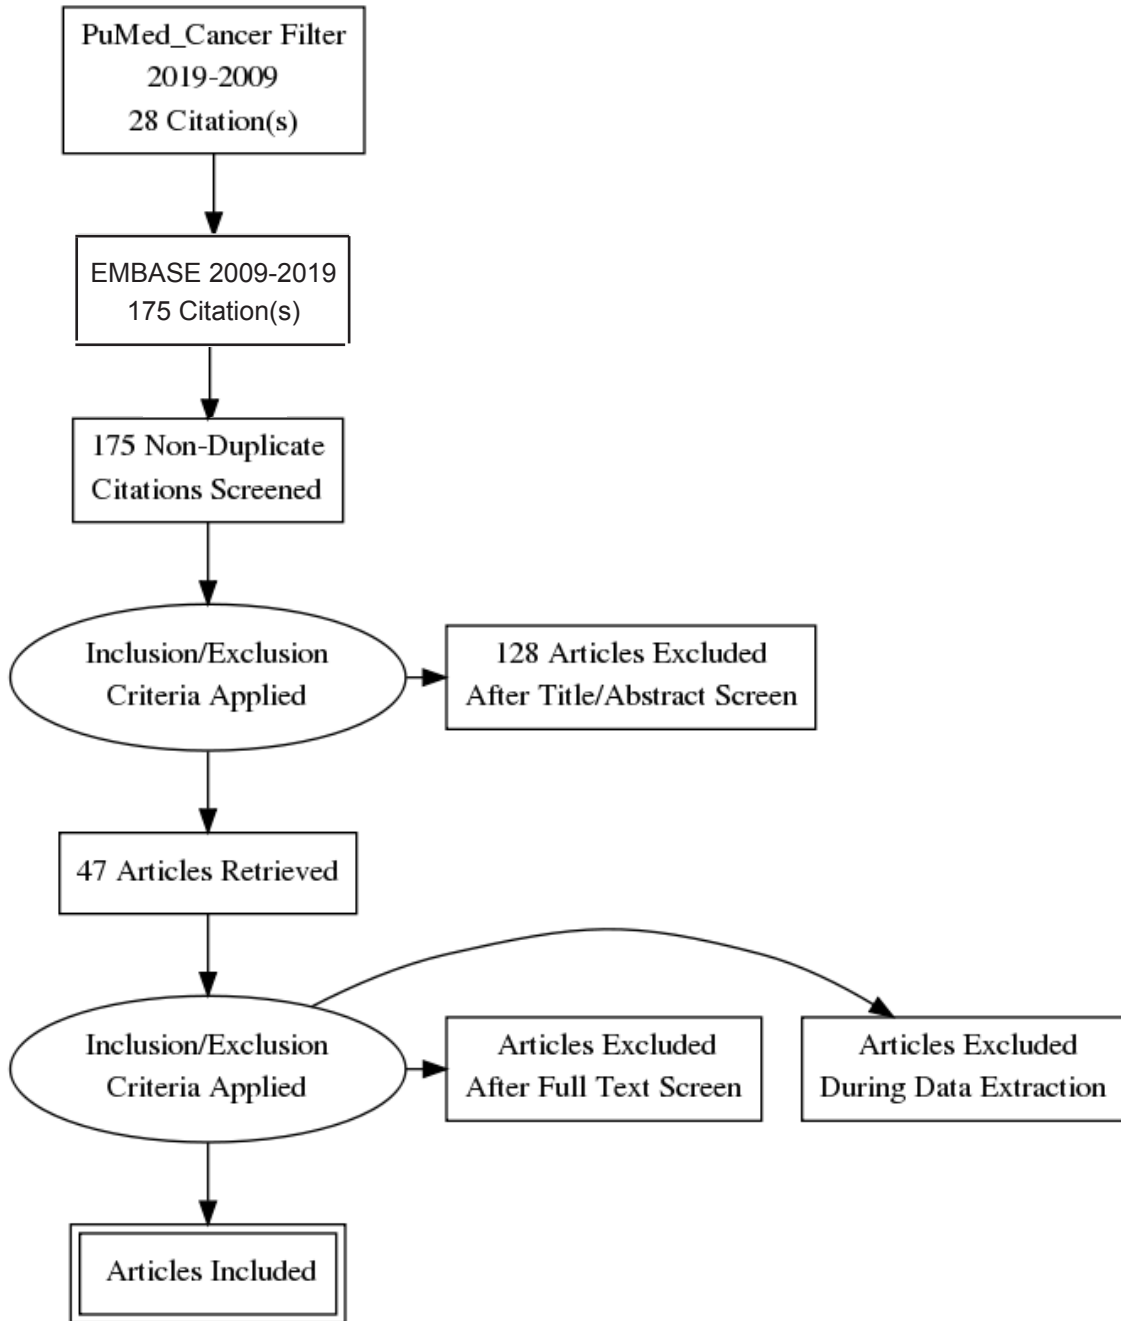 PuMed_Cancer Filter
2019-2009
28 Citation(s)
EMBASE 2009-2019
175 Citation(s)
175 Non-Duplicate
Citations Screened
Inclusion/Exclusion
Criteria Applied
128 Articles Excluded
After Title/Abstract Screen
47 Articles Retrieved
Inclusion/Exclusion
Criteria Applied
Articles Excluded
After Full Text Screen
Articles Excluded
During Data Extraction
Articles Included